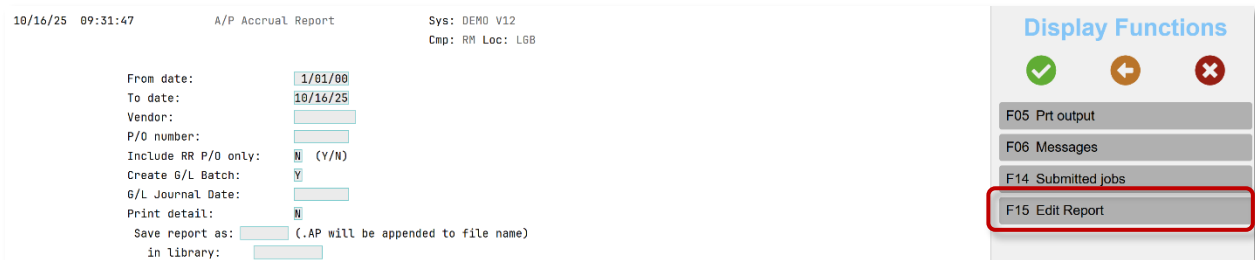 10/16/25 09:31:47 A/P Accrual Report Sys: DEMO V12
Cmp: RM Loc: LGB
From date: 1/01/00
To date: 10/16/25
Vendor:
P/O number:
Include RR P/O only: N (Y/N)
Create G/L Batch: Y
G/L Journal Date:
Print detail: N
Save report as: (.AP will be appended to file name)
in library:
Display Functions
F05 Prt output
F06 Messages
F14 Submitted jobs
F15 Edit Report